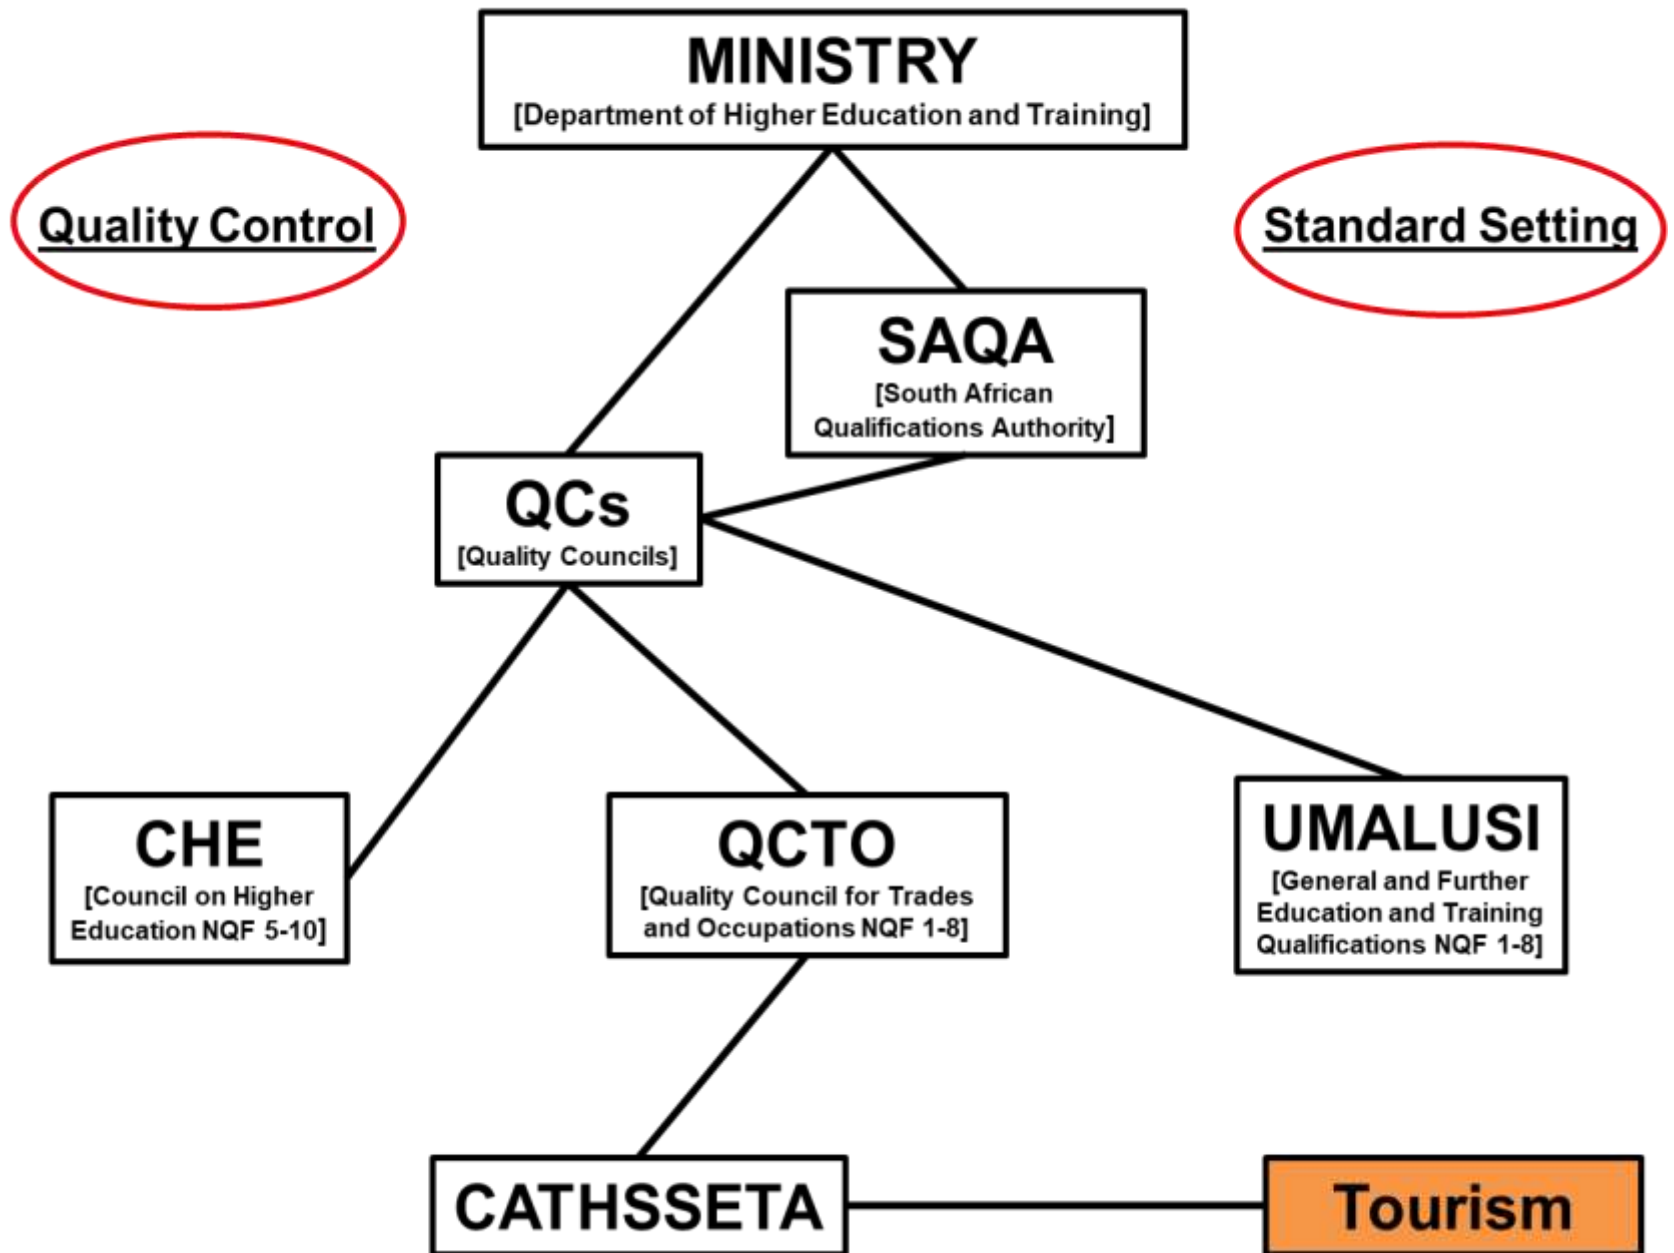 MINISTRY
[Department of Higher Education and Training]
Quality Control
Standard Setting
SAQA
[South African
Qualifications Authority]
QCs
[Quality Councils]
CHE
[Council on Higher
Education NQF 5-10]
QCTO
[Quality Council for Trades
and Occupations NQF 1-8]
UMALUSI
[General and Further
Education and Training
Qualifications NQF 1-8]
CATHSSETA
Tourism